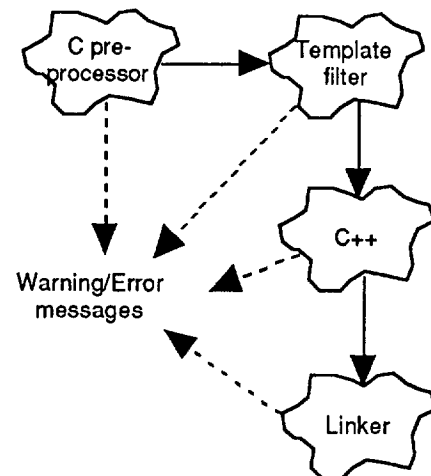 C pre-
processor
Template
filter
C++
Warning/Error
messages
Linker